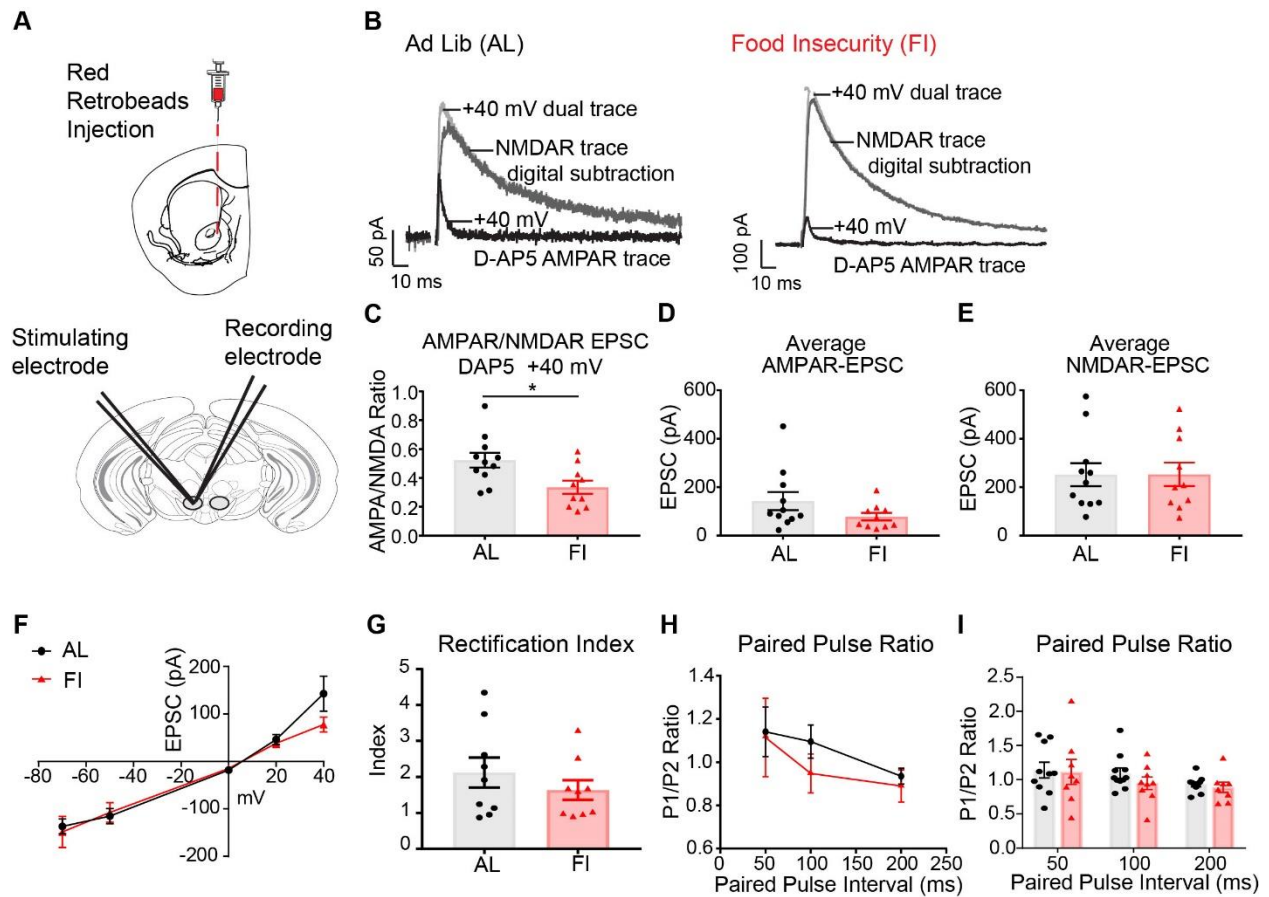 A
Red
Retrobeads
Injection
Stimulating
electrode
Recording
electrode
B
Ad Lib (AL)
+40 mV dual trace
NMDAR trace
digital subtraction
+40 mV
D-AP5 AMPAR trace
50 pA
10 ms
Food Insecurity (FI)
+40 mV dual trace
NMDAR trace
digital subtraction
+40 mV
D-AP5 AMPAR trace
100 pA
10 ms
C
AMPAR/NMDAR EPSC
DAP5 +40 mV
*
AMPA/NMDA Ratio
1.0
0.8
0.6
0.4
0.2
0.0
AL FI
D
Average
AMPAR-EPSC
EPSC (pA)
600
400
200
0
AL FI
E
Average
NMDAR-EPSC
EPSC (pA)
600
400
200
0
AL FI
F
AL
FI
EPSC (pA)
200
100
-100
-200
-80 -60 -40 -20 20 40
mV
G
Rectification Index
Index
5
4
3
2
1
0
AL FI
H
Paired Pulse Ratio
P1/P2 Ratio
1.4
1.2
1.0
0.8
0.6
0 50 100 150 200 250
Paired Pulse Interval (ms)
I
Paired Pulse Ratio
P1/P2 Ratio
2.5
2.0
1.5
1.0
0.5
0.0
50 100 200
Paired Pulse Interval (ms)